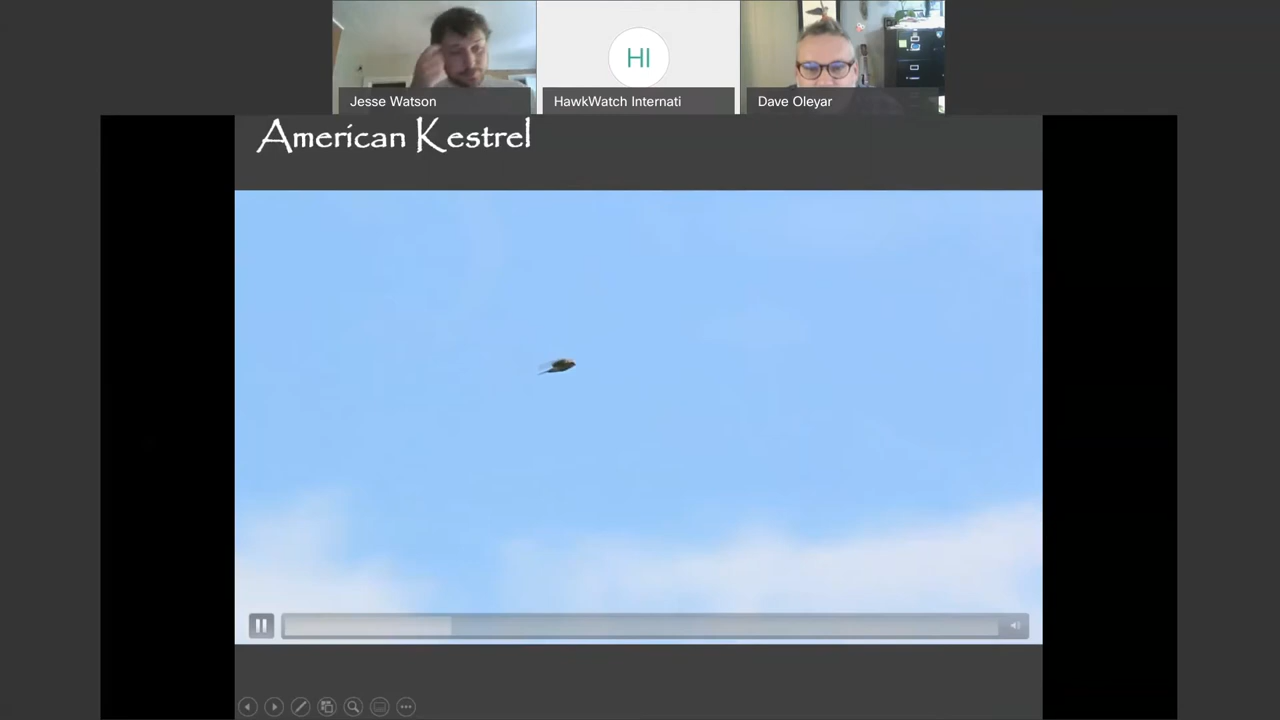 HI
Jesse Watson
HawkWatch Internati
Dave Oleyar
American Kestrel